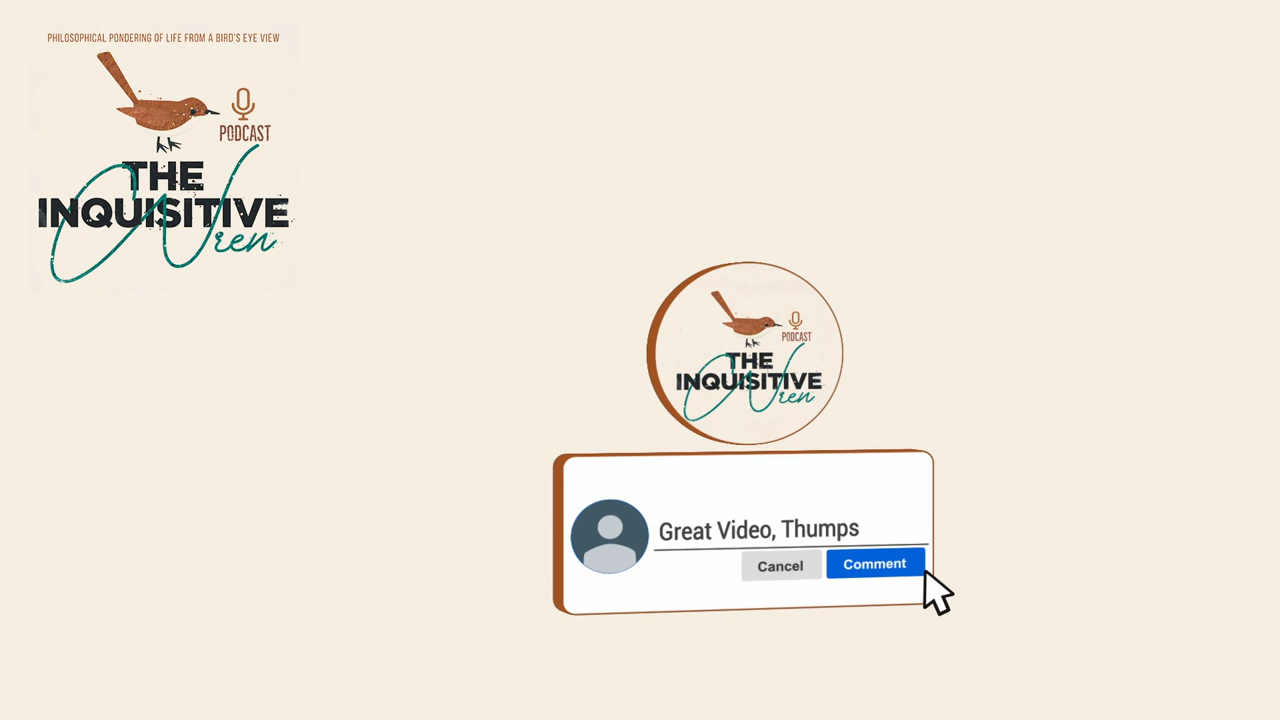 PHILOSOPHICAL PONDERING OF LIFE FROM A BIRD'S EYE VIEW
PODCAST
THE
INQUISITIVE
Wren
PODCAST
THE
INQUISITIVE
Wren
Great Video, Thumps
Cancel
Comment